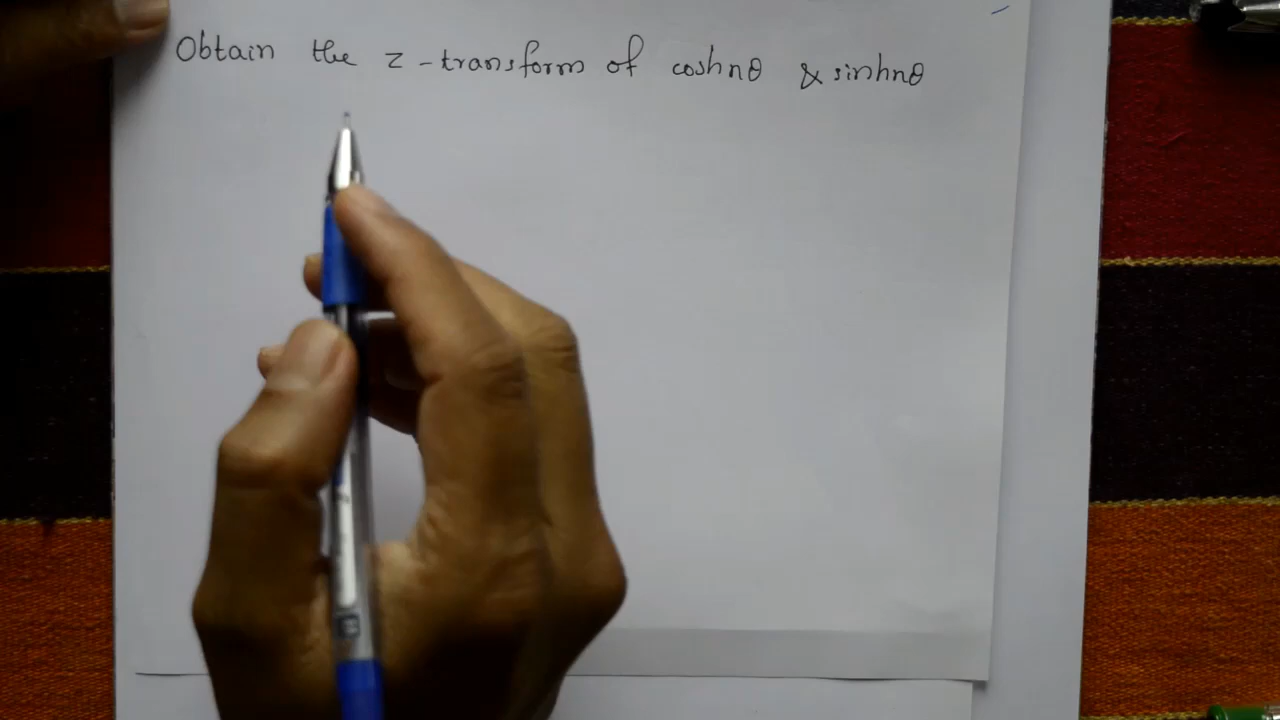 Obtain the z-transform of coshnθ & sinhnθ